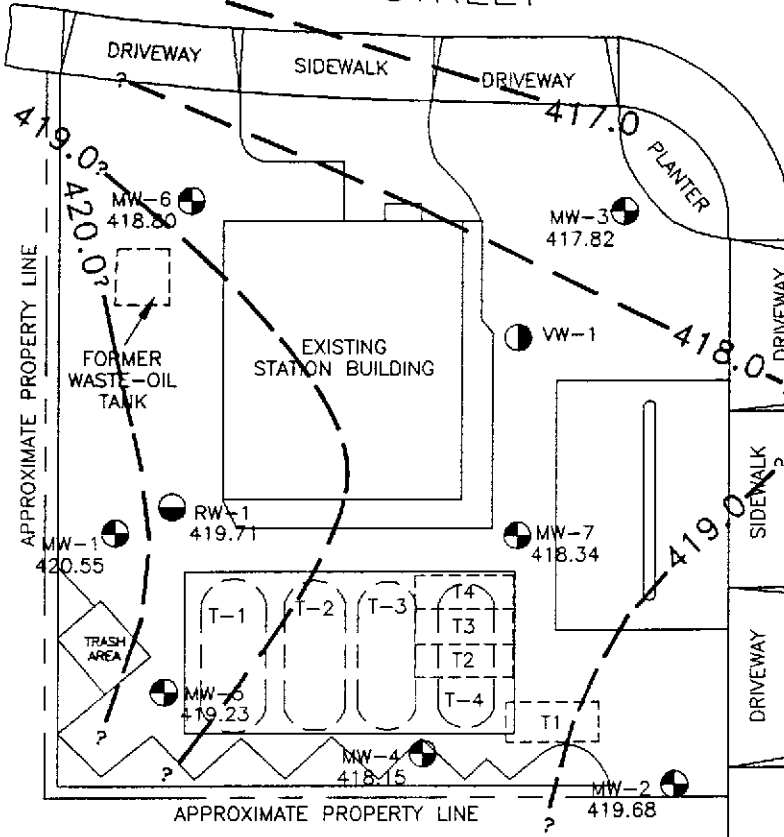 STREET
DRIVEWAY
SIDEWALK
DRIVEWAY
?
417.0
PLANTER
419.0?
420.0?
MW-6
418.80
MW-3
417.82
DRIVEWAY
APPROXIMATE PROPERTY LINE
FORMER
WASTE-OIL
TANK
EXISTING
STATION BUILDING
VW-1
418.0
SIDEWALK
?
419.0
RW-1
419.71
MW-1
420.55
MW-7
418.34
T-1
T-2
T-3
T4
T3
T2
T-4
T1
TRASH
AREA
MW-5
419.23
DRIVEWAY
?
?
MW-4
418.15
MW-2
419.68
?
APPROXIMATE PROPERTY LINE